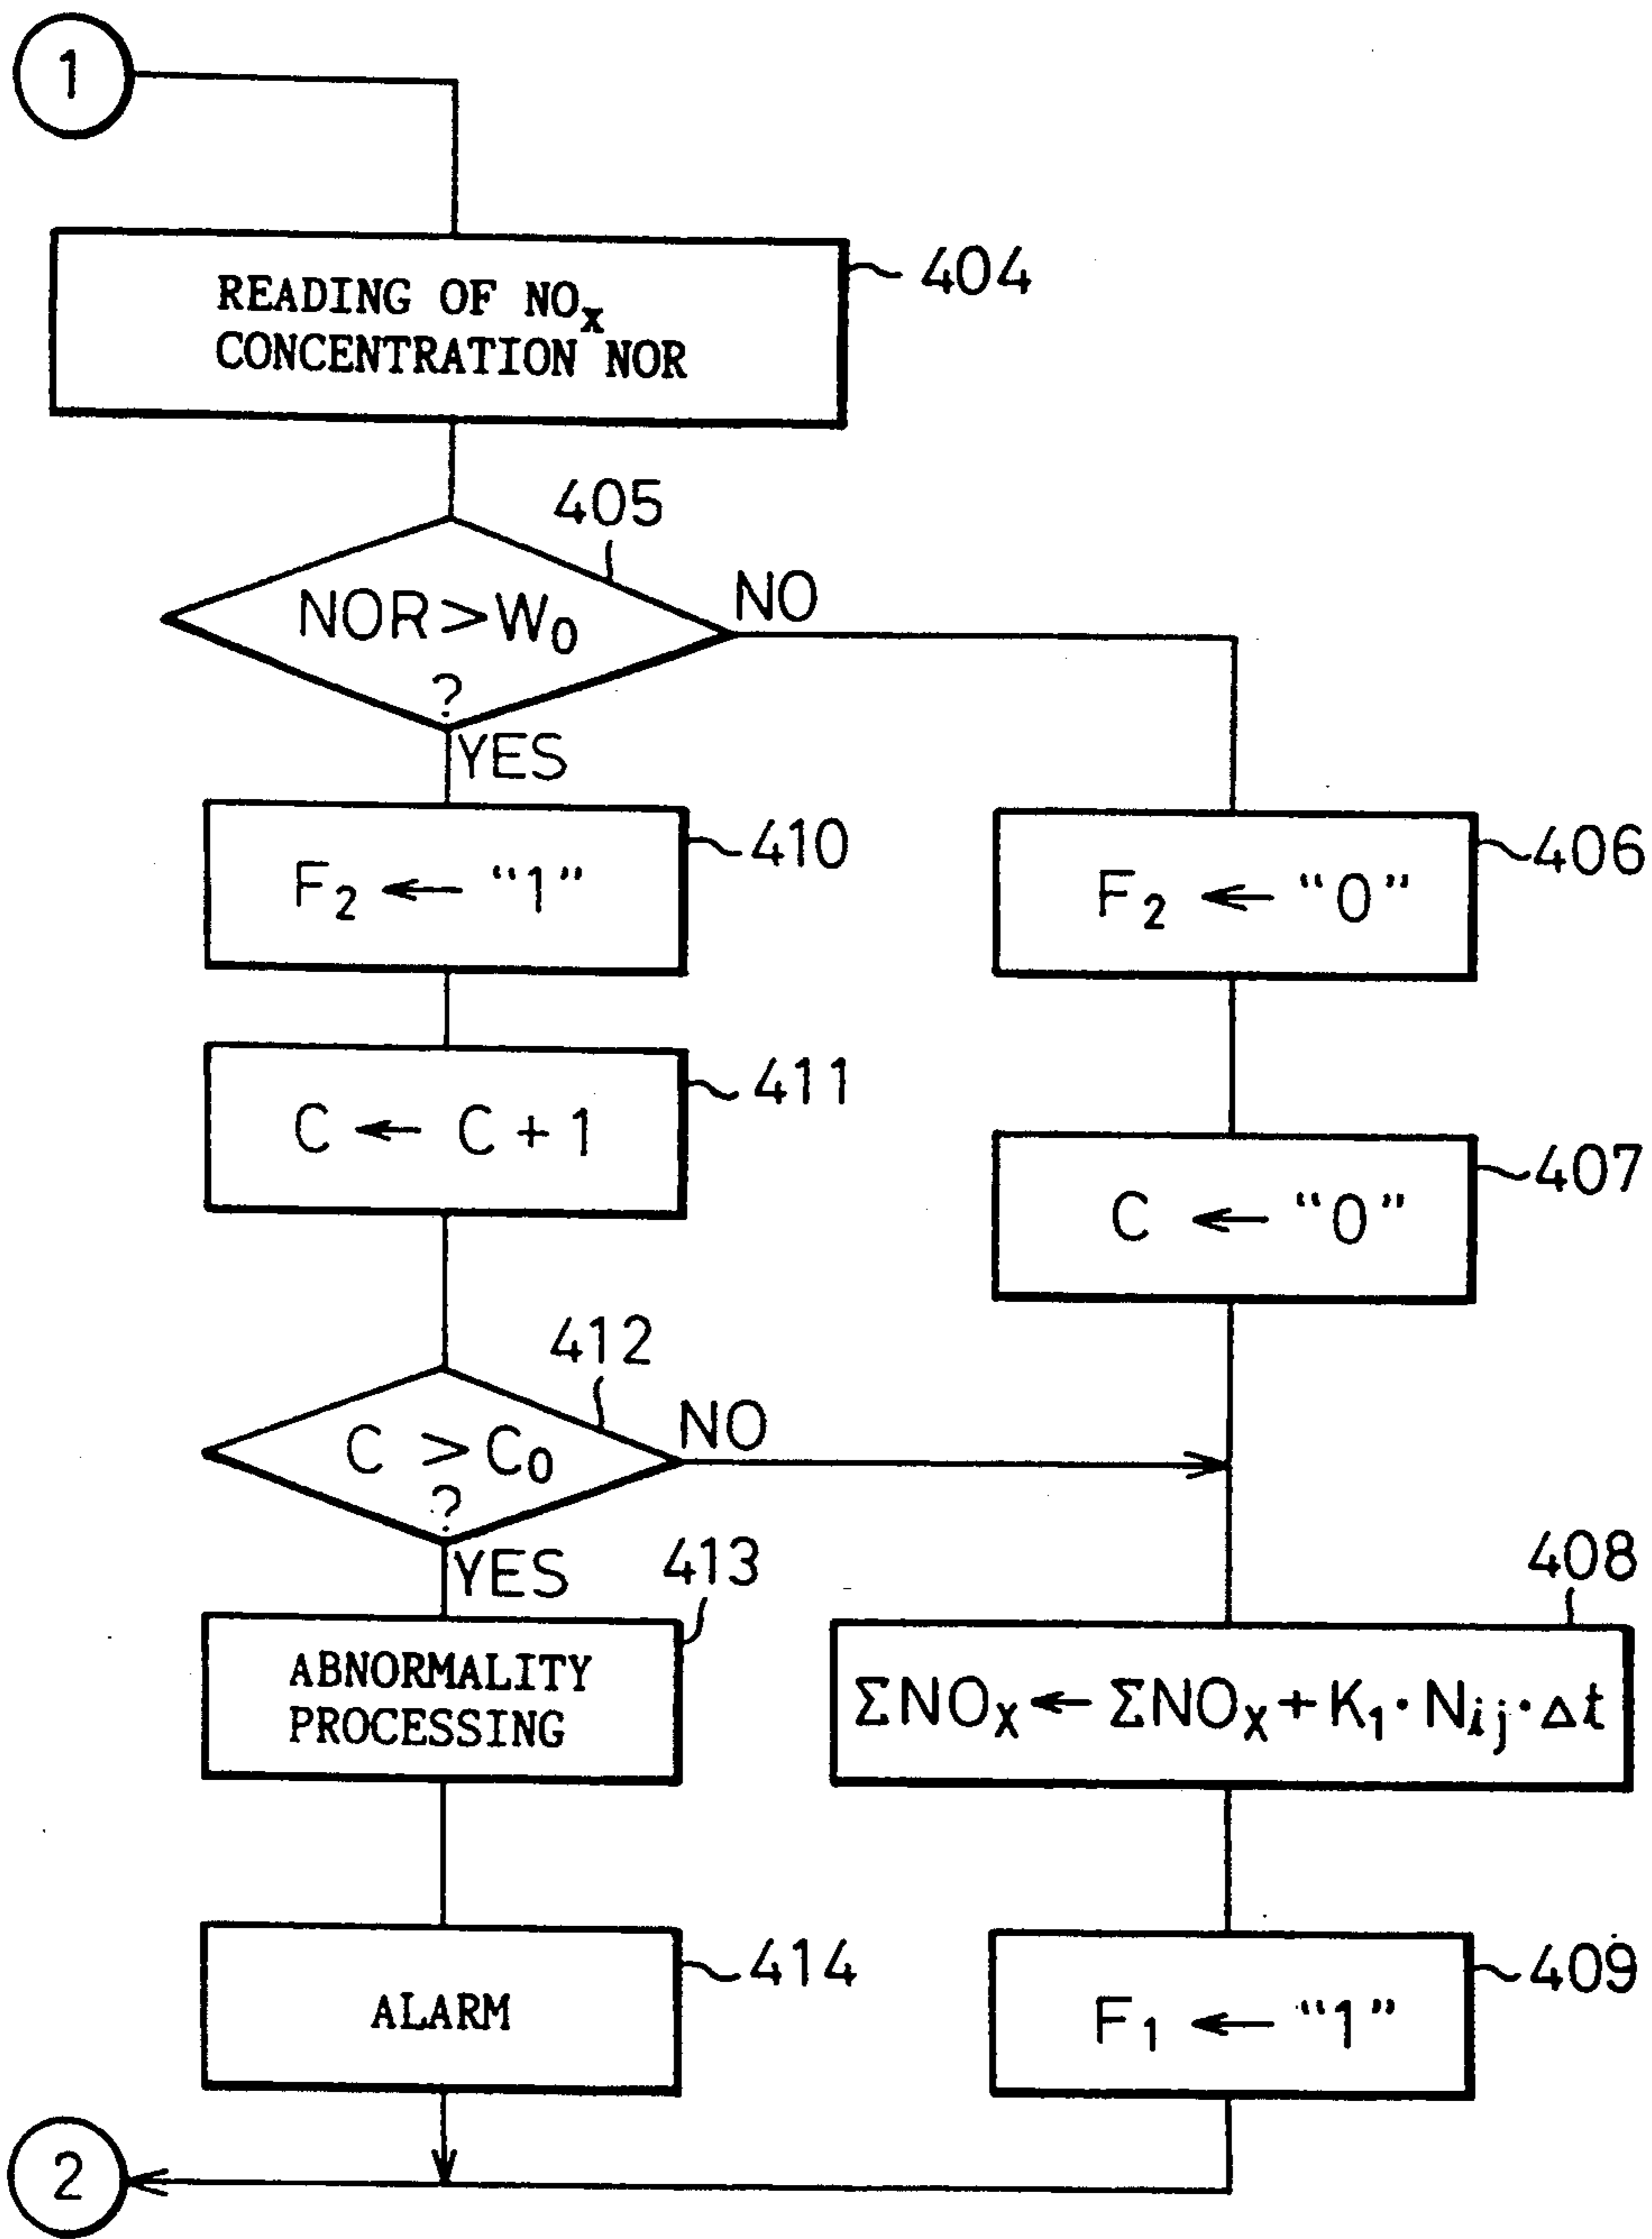 1
READING OF NOx
CONCENTRATION NOR
404
405
NOR > W0
?
NO
YES
F2 ← “1”
410
F2 ← “0”
406
C ← C + 1
411
C ← “0”
407
412
C > C0
?
NO
YES
413
ABNORMALITY
PROCESSING
408
ΣNOx ← ΣNOx + K1 · Nij · Δt
ALARM
414
F1 ← “1”
409
2